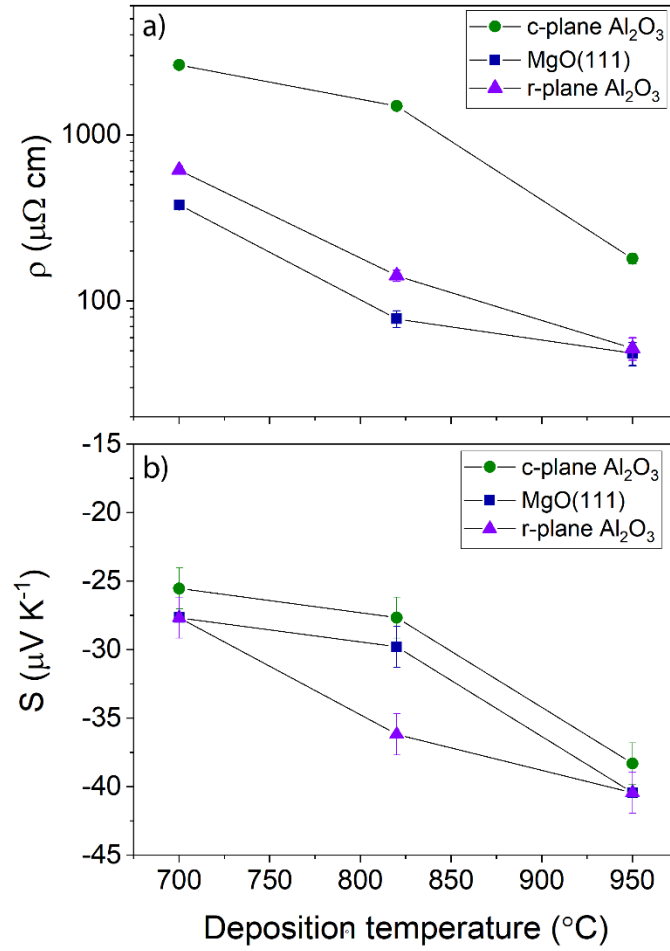 a)
c-plane Al₂O₃
MgO(111)
r-plane Al₂O₃
1000
100
ρ (μΩ cm)
b)
c-plane Al₂O₃
MgO(111)
r-plane Al₂O₃
-15
-20
-25
-30
-35
-40
-45
S (μV K⁻¹)
700 750 800 850 900 950
Deposition temperature (°C)